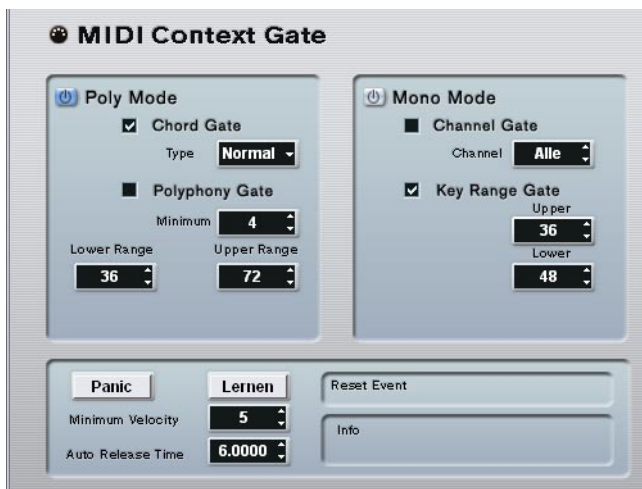 MIDI Context Gate
Poly Mode
Chord Gate
Type Normal
Polyphony Gate
Minimum 4
Lower Range Upper Range
36 72
Mono Mode
Channel Gate
Channel Alle
Key Range Gate
Upper
36
Lower
48
Panic Lernen
Minimum Velocity 5
Auto Release Time 6.0000
Reset Event
Info